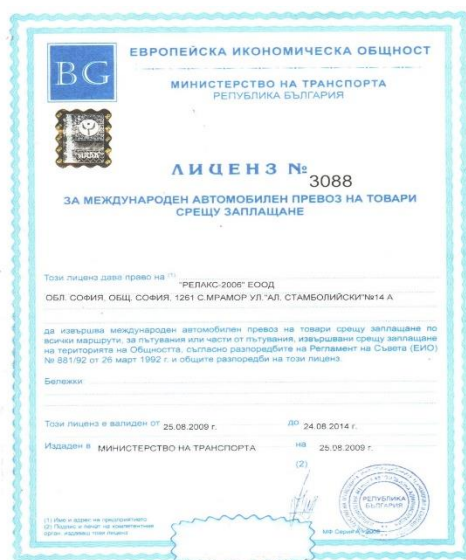 BG
ЕВРОПЕЙСКА ИКОНОМИЧЕСКА ОБЩНОСТ
МИНИСТЕРСТВО НА ТРАНСПОРТА
РЕПУБЛИКА БЪЛГАРИЯ
ЛИЦЕНЗ №
3088
ЗА МЕЖДУНАРОДЕН АВТОМОБИЛЕН ПРЕВОЗ НА ТОВАРИ
СРЕЩУ ЗАПЛАЩАНЕ
Този лиценз дава право на (1)
"РЕЛАКС-2006" ЕООД
ОБЛ. СОФИЯ, ОБЩ. СОФИЯ, 1261 С.МРАМОР УЛ."АЛ. СТАМБОЛИЙСКИ"№14 А
да извършва международен автомобилен превоз на товари срещу заплащане по
всички маршрути, за пътувания или части от пътувания, извършвани срещу заплащане
на територията на Общността, съгласно разпоредбите на Регламент на Съвета (ЕИО)
№ 881/92 от 26 март 1992 г. и общите разпоредби на този лиценз.
Бележки
Този лиценз е валиден от 25.08.2009 г. до 24.08.2014 г.
Издаден в МИНИСТЕРСТВО НА ТРАНСПОРТА на 25.08.2009 г.
(2)
РЕПУБЛИКА
БЪЛГАРИЯ
(1) Име и адрес на предприятието
(2) Подпис и печат на компетентния
орган, издаващ този лиценз
МФ Серия